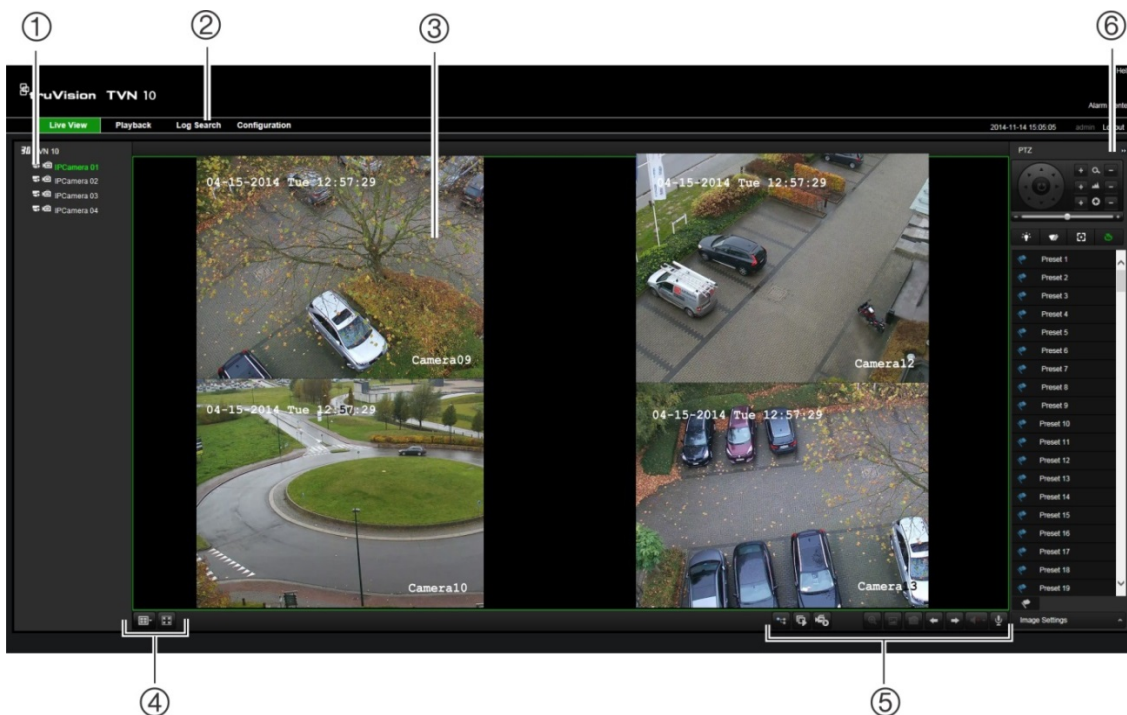 ① ② ③ ⑥
truVision TVN 10
Live View Playback Log Search Configuration
2014-11-14 15:05:05 admin
TVN 10
IPCamera 01
IPCamera 02
IPCamera 03
IPCamera 04
04-15-2014 Tue 12:57:29
Camera09
04-15-2014 Tue 12:57:29
Camera12
04-15-2014 Tue 12:57:29
Camera10
04-15-2014 Tue 12:57:29
Camera13
PTZ
Preset 1
Preset 2
Preset 3
Preset 4
Preset 5
Preset 6
Preset 7
Preset 8
Preset 9
Preset 10
Preset 11
Preset 12
Preset 13
Preset 14
Preset 15
Preset 16
Preset 17
Preset 18
Preset 19
Image Settings
④ ⑤